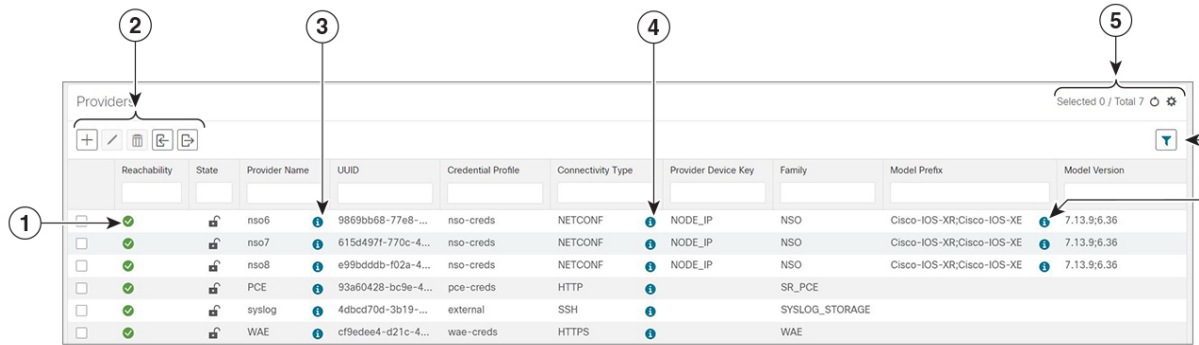 2 3 4 5
Providers
Selected 0 / Total 7
Reachability State Provider Name UUID Credential Profile Connectivity Type Provider Device Key Family Model Prefix Model Version
1
nso6 9869bb68-77e8-... nso-creds NETCONF NODE_IP NSO Cisco-IOS-XR;Cisco-IOS-XE 7.13.9;6.36
nso7 615d497f-770c-4... nso-creds NETCONF NODE_IP NSO Cisco-IOS-XR;Cisco-IOS-XE 7.13.9;6.36
nso8 e99bdddb-f02a-4... nso-creds NETCONF NODE_IP NSO Cisco-IOS-XR;Cisco-IOS-XE 7.13.9;6.36
PCE 93a60428-bc9e-4... pce-creds HTTP SR_PCE
syslog 4dbcd70d-3b19-... external SSH SYSLOG_STORAGE
WAE cf9edee4-d21c-4... wae-creds HTTPS WAE